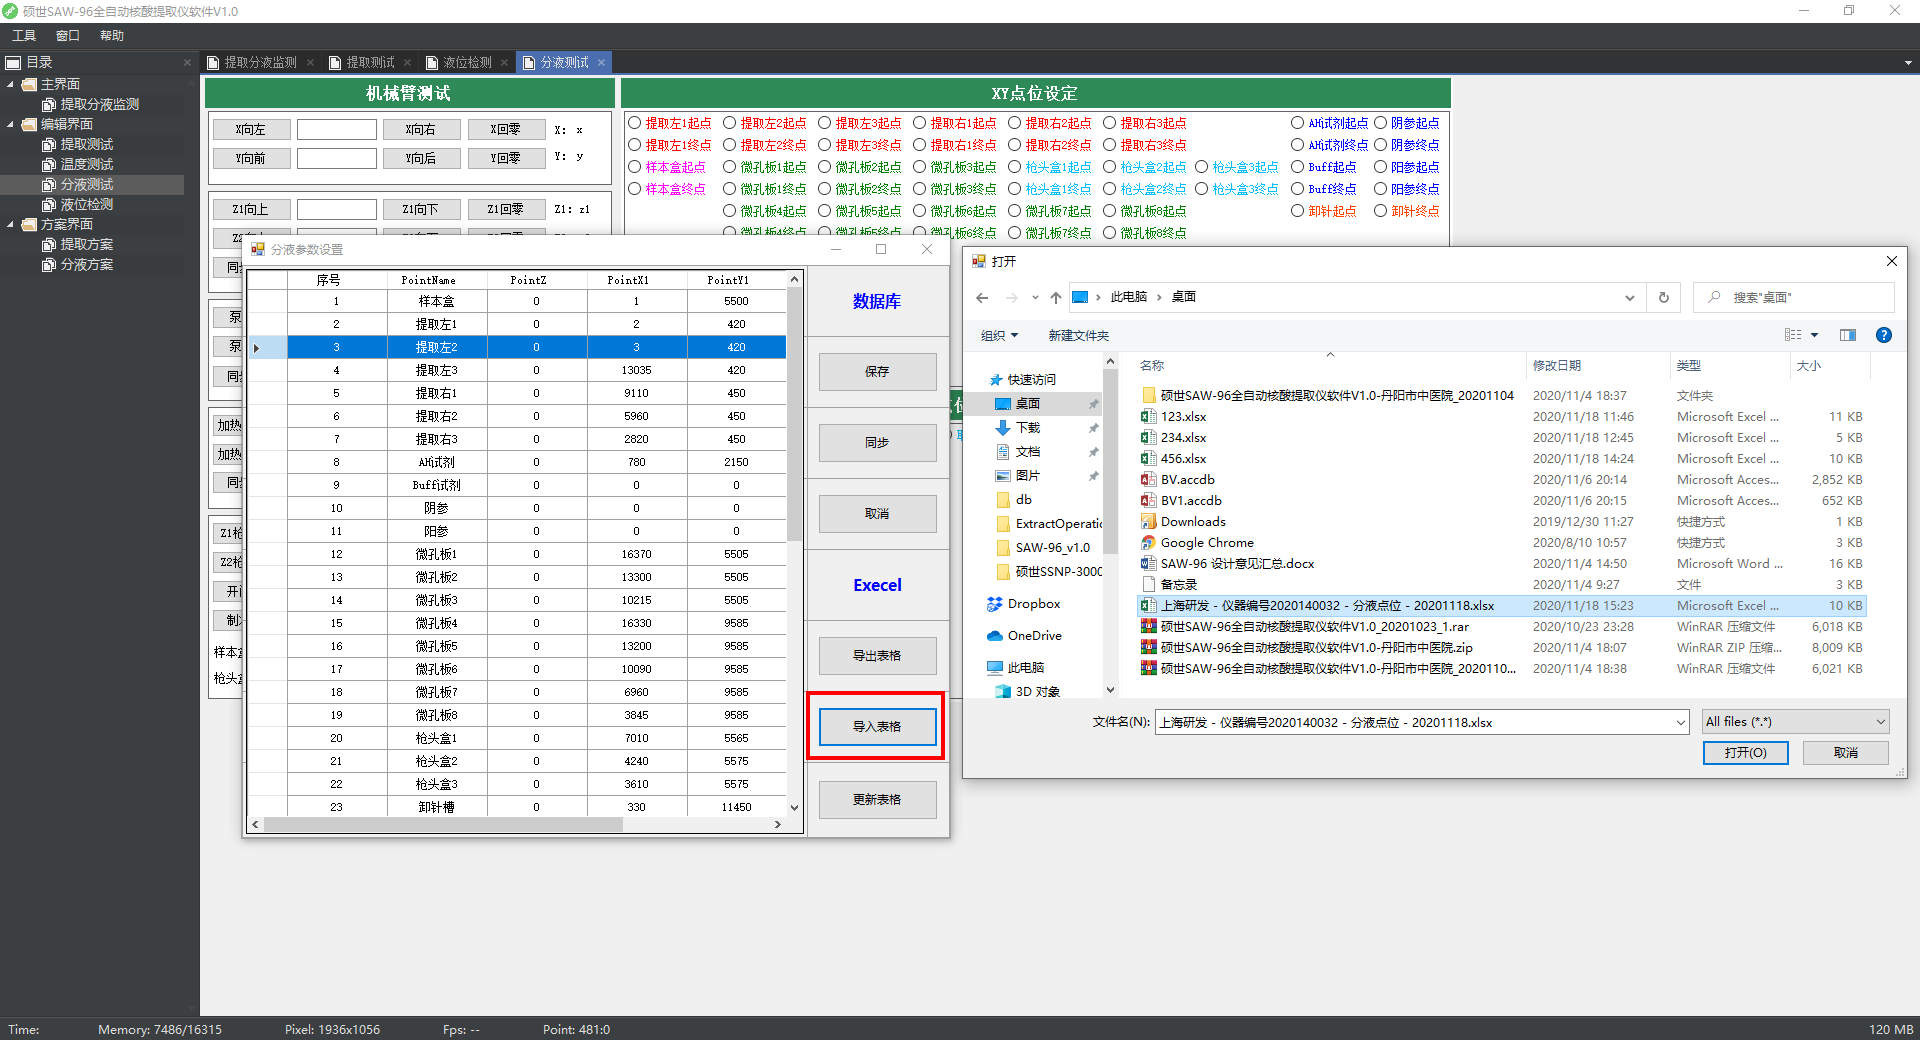 硕世SAW-96全自动核酸提取仪软件V1.0
工具 窗口 帮助
目录
主界面
提取分液监测
编辑界面
提取测试
温度测试
分液测试
液位检测
方案界面
提取方案
分液方案
提取分液监测 提取测试 液位检测 分液测试
机械臂测试
X向左 X向右 X回零 X: x
Y向前 Y向后 Y回零 Y: y
Z1向上 Z1向下 Z1回零 Z1: z1
XY点位设定
提取左1起点 提取左2起点 提取左3起点 提取右1起点 提取右2起点 提取右3起点 AH试剂起点 阴参起点
提取左1终点 提取左2终点 提取左3终点 提取右1终点 提取右2终点 提取右3终点 AH试剂终点 阴参终点
样本盒起点 微孔板1起点 微孔板2起点 微孔板3起点 枪头盒1起点 枪头盒2起点 枪头盒3起点 Buff起点 阳参起点
样本盒终点 微孔板1终点 微孔板2终点 微孔板3终点 枪头盒1终点 枪头盒2终点 枪头盒3终点 Buff终点 阳参终点
微孔板4起点 微孔板5起点 微孔板6起点 微孔板7起点 微孔板8起点 卸针起点 卸针终点
微孔板4终点 微孔板5终点 微孔板6终点 微孔板7终点 微孔板8终点
同
泵
泵
同
加热
加热
同
Z1枪
Z2枪
开
制
样本
枪头
分液参数设置
序号 PointName PointZ PointX1 PointY1
1 样本盒 0 1 5500
2 提取左1 0 2 420
3 提取左2 0 3 420
4 提取左3 0 13035 420
5 提取右1 0 9110 450
6 提取右2 0 5960 450
7 提取右3 0 2820 450
8 AH试剂 0 780 2150
9 Buff试剂 0 0 0
10 阴参 0 0 0
11 阳参 0 0 0
12 微孔板1 0 16370 5505
13 微孔板2 0 13300 5505
14 微孔板3 0 10215 5505
15 微孔板4 0 16330 9585
16 微孔板5 0 13200 9585
17 微孔板6 0 10090 9585
18 微孔板7 0 6960 9585
19 微孔板8 0 3845 9585
20 枪头盒1 0 7010 5565
21 枪头盒2 0 4240 5575
22 枪头盒3 0 3610 5575
23 卸针槽 0 330 11450
数据库
保存
同步
取消
Execel
导出表格
导入表格
更新表格
打开
此电脑 › 桌面
搜索"桌面"
组织 新建文件夹
快速访问
桌面
下载
文档
图片
db
ExtractOperatio
SAW-96_v1.0
硕世SSNP-3000
Dropbox
OneDrive
此电脑
3D 对象
名称 修改日期 类型 大小
硕世SAW-96全自动核酸提取仪软件V1.0-丹阳市中医院_20201104 2020/11/4 18:37 文件夹
123.xlsx 2020/11/18 11:46 Microsoft Excel ... 11 KB
234.xlsx 2020/11/18 12:45 Microsoft Excel ... 5 KB
456.xlsx 2020/11/18 14:24 Microsoft Excel ... 10 KB
BV.accdb 2020/11/6 20:14 Microsoft Acces... 2,852 KB
BV1.accdb 2020/11/6 20:15 Microsoft Acces... 652 KB
Downloads 2019/12/30 11:27 快捷方式 1 KB
Google Chrome 2020/8/10 10:57 快捷方式 3 KB
SAW-96 设计意见汇总.docx 2020/11/4 14:50 Microsoft Word ... 16 KB
备忘录 2020/11/4 9:27 文件 3 KB
上海研发 - 仪器编号2020140032 - 分液点位 - 20201118.xlsx 2020/11/18 15:23 Microsoft Excel ... 10 KB
硕世SAW-96全自动核酸提取仪软件V1.0_20201023_1.rar 2020/10/23 23:28 WinRAR 压缩文件 6,018 KB
硕世SAW-96全自动核酸提取仪软件V1.0-丹阳市中医院.zip 2020/11/4 18:07 WinRAR ZIP 压缩... 8,009 KB
硕世SAW-96全自动核酸提取仪软件V1.0-丹阳市中医院_2020110... 2020/11/4 18:38 WinRAR 压缩文件 6,021 KB
文件名(N): 上海研发 - 仪器编号2020140032 - 分液点位 - 20201118.xlsx All files (*.*)
打开(O) 取消
Time: Memory: 7486/16315 Pixel: 1936x1056 Fps: -- Point: 481:0 120 MB